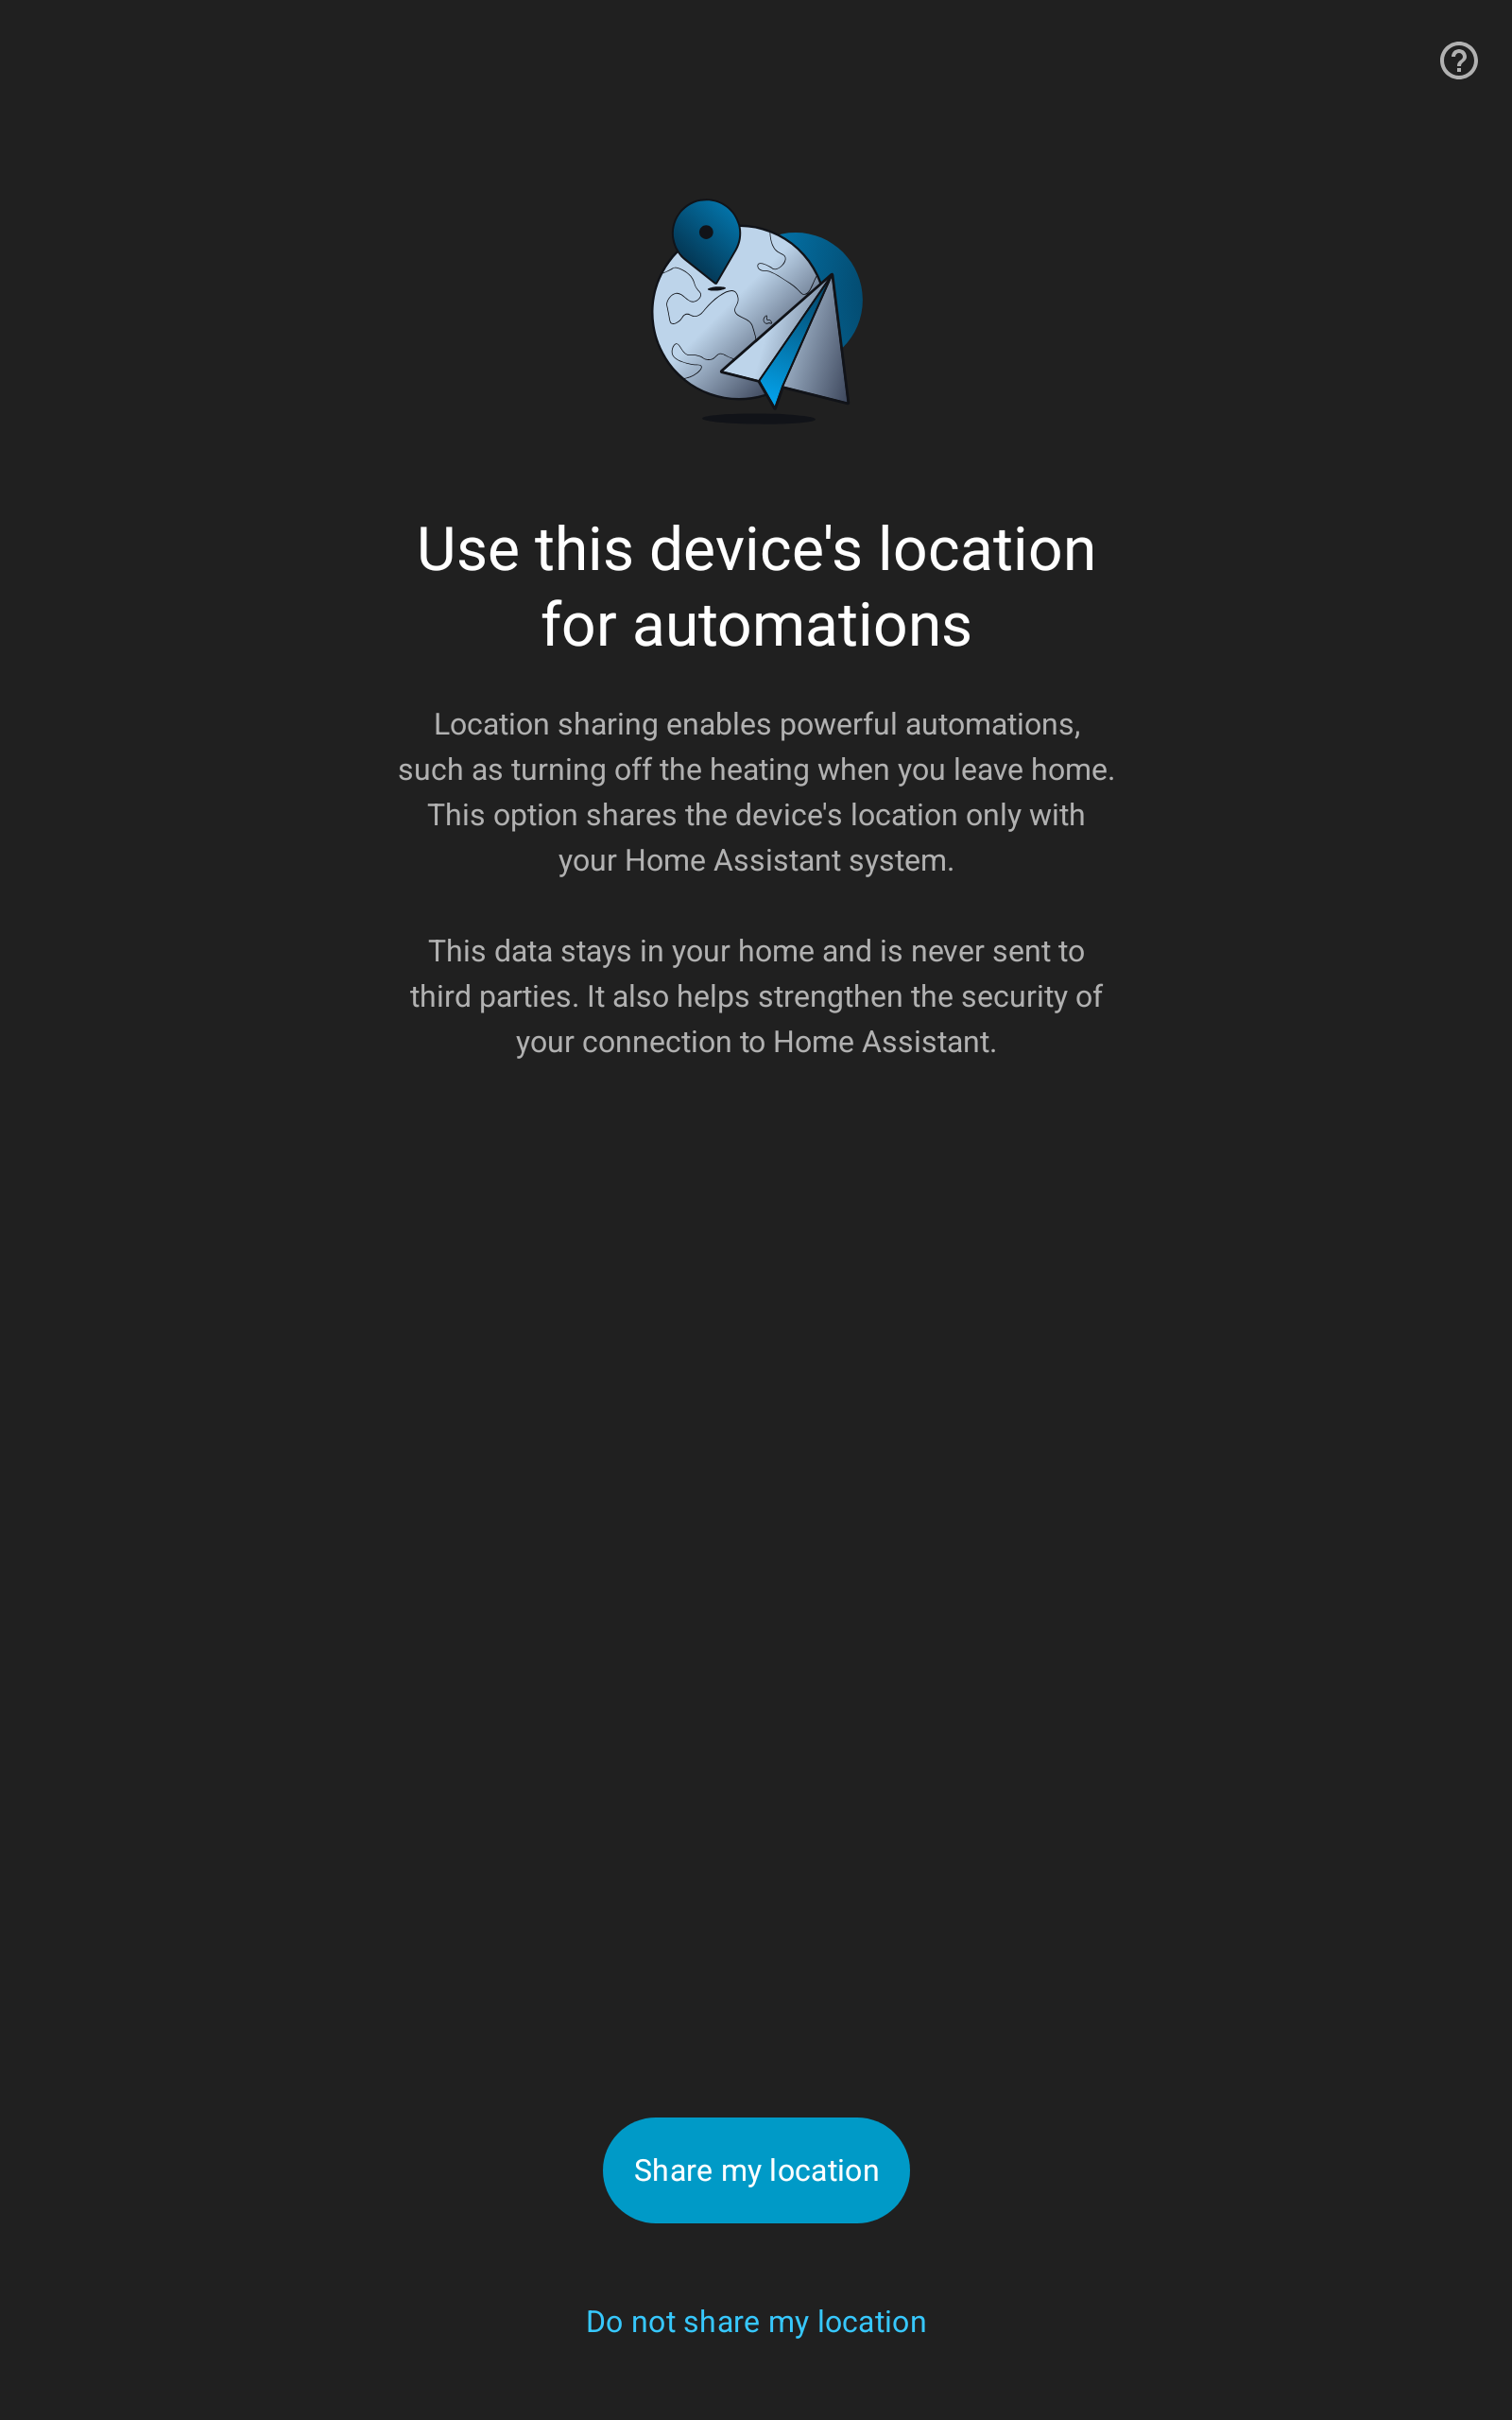 Use this device's location
for automations
Location sharing enables powerful automations,
such as turning off the heating when you leave home.
This option shares the device's location only with
your Home Assistant system.
This data stays in your home and is never sent to
third parties. It also helps strengthen the security of
your connection to Home Assistant.
Share my location
Do not share my location